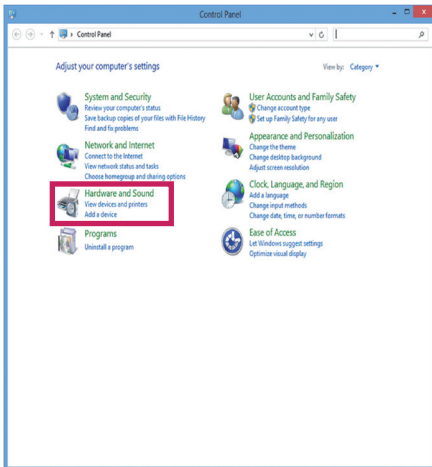 Control Panel
Control Panel
Adjust your computer's settings
View by: Category
System and Security
Review your computer's status
Save backup copies of your files with File History
Find and fix problems
Network and Internet
Connect to the Internet
View network status and tasks
Choose homegroup and sharing options
Hardware and Sound
View devices and printers
Add a device
Programs
Uninstall a program
User Accounts and Family Safety
Change account type
Set up Family Safety for any user
Appearance and Personalization
Change the theme
Change desktop background
Adjust screen resolution
Clock, Language, and Region
Add a language
Change input methods
Change date, time, or number formats
Ease of Access
Let Windows suggest settings
Optimize visual display